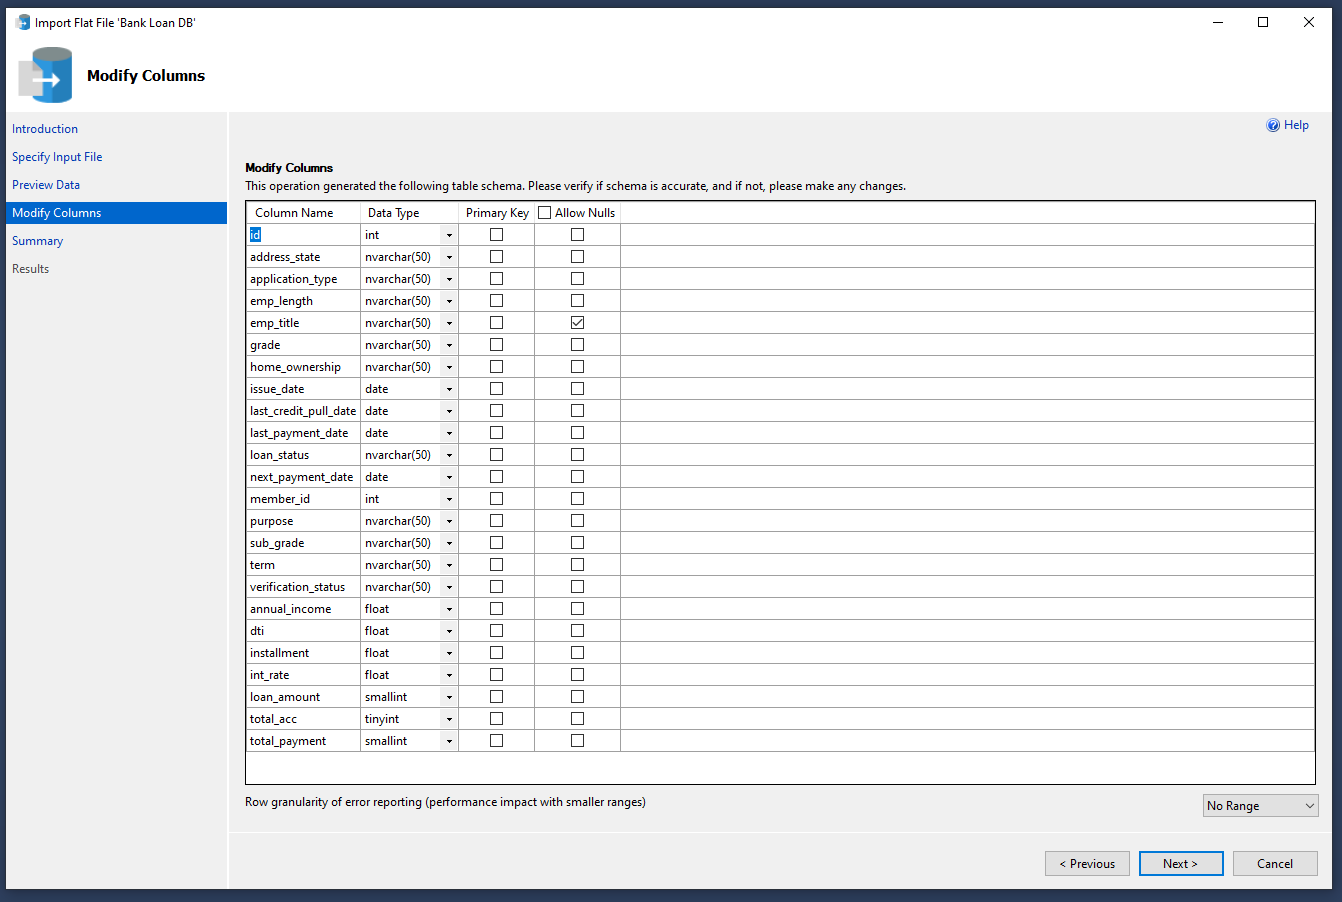 Import Flat File 'Bank Loan DB'
Modify Columns
Introduction
Specify Input File
Preview Data
Modify Columns
Summary
Results
Help
Modify Columns
This operation generated the following table schema. Please verify if schema is accurate, and if not, please make any changes.
Column Name Data Type Primary Key Allow Nulls
id int
address_state nvarchar(50)
application_type nvarchar(50)
emp_length nvarchar(50)
emp_title nvarchar(50)
grade nvarchar(50)
home_ownership nvarchar(50)
issue_date date
last_credit_pull_date date
last_payment_date date
loan_status nvarchar(50)
next_payment_date date
member_id int
purpose nvarchar(50)
sub_grade nvarchar(50)
term nvarchar(50)
verification_status nvarchar(50)
annual_income float
dti float
installment float
int_rate float
loan_amount smallint
total_acc tinyint
total_payment smallint
Row granularity of error reporting (performance impact with smaller ranges)
No Range
< Previous Next > Cancel